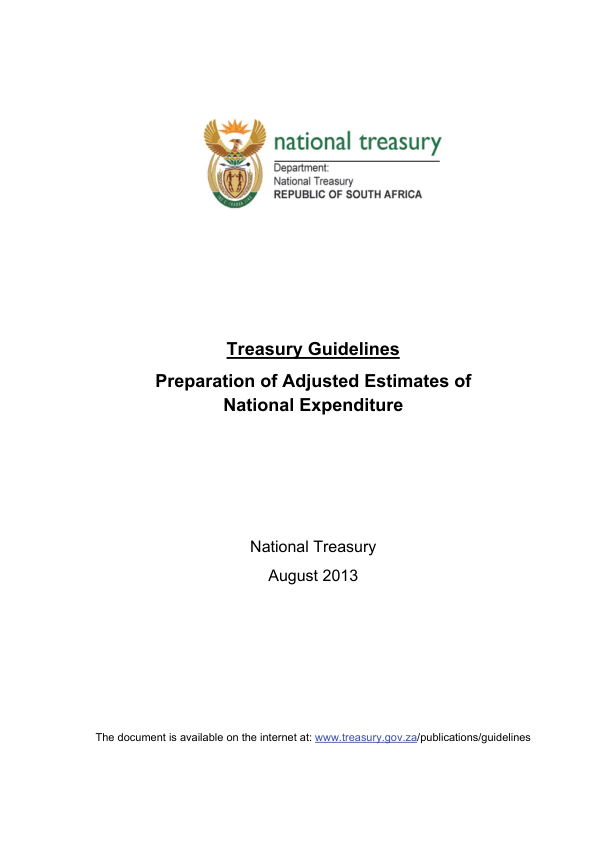 national treasury
Department:
National Treasury
REPUBLIC OF SOUTH AFRICA
Treasury Guidelines
Preparation of Adjusted Estimates of
National Expenditure
National Treasury
August 2013
The document is available on the internet at: www.treasury.gov.za/publications/guidelines